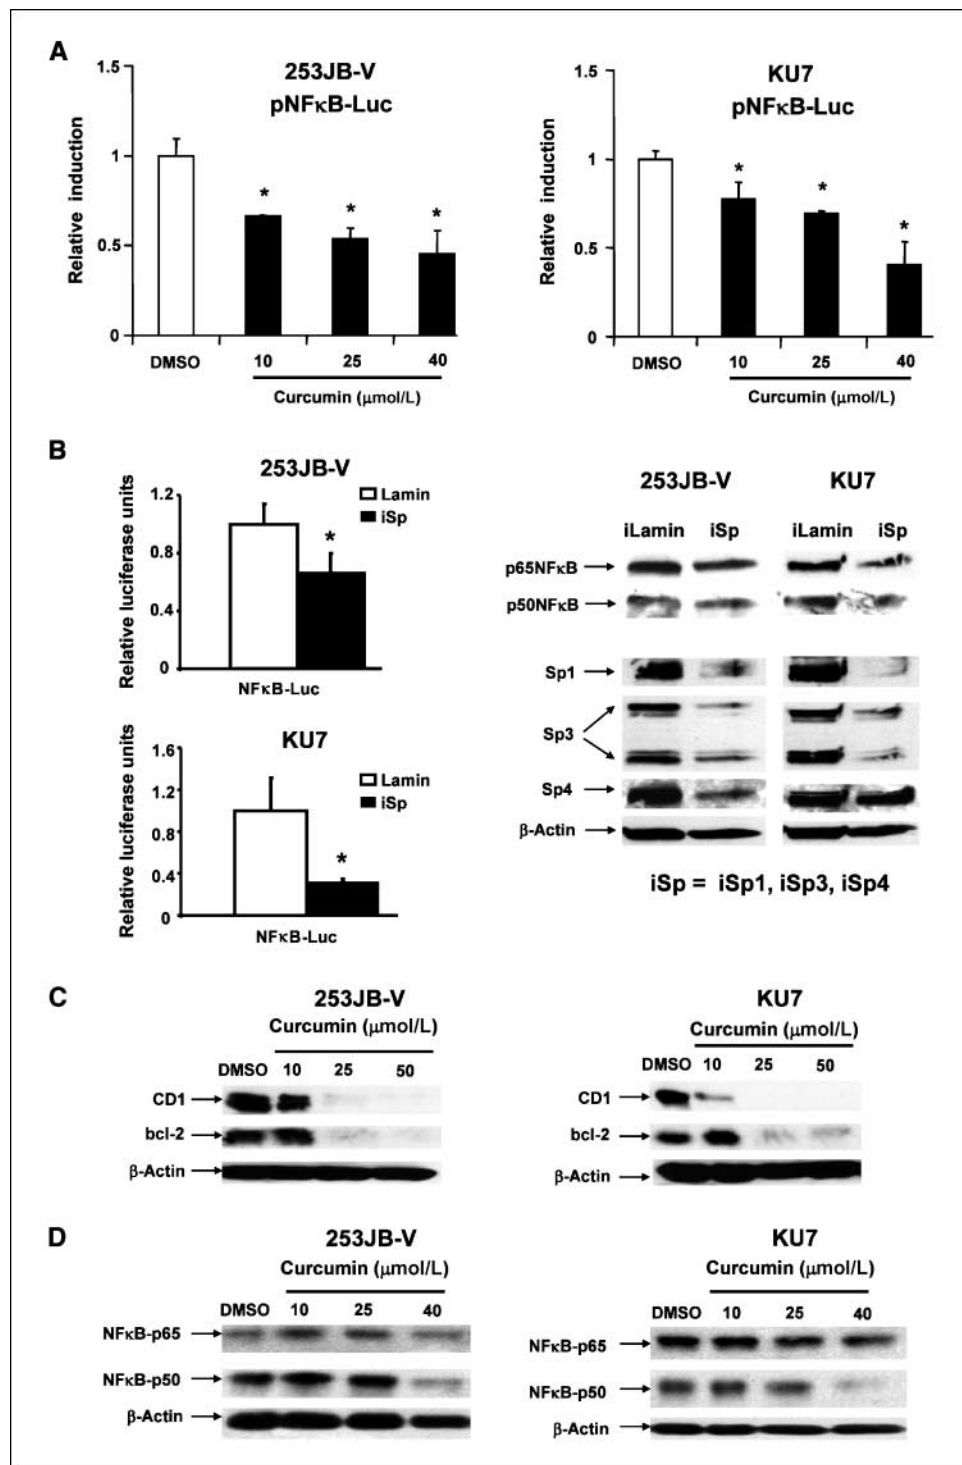 A
253JB-V
pNFκB-Luc
Relative induction
1.5
1
0.5
0
*
*
*
DMSO
10
25
40
Curcumin (μmol/L)
KU7
pNFκB-Luc
Relative induction
1.5
1
0.5
0
*
*
*
DMSO
10
25
40
Curcumin (μmol/L)
B
253JB-V
Relative luciferase units
1.2
0.8
0.4
0
Lamin
iSp
*
NFκB-Luc
KU7
Relative luciferase units
1.6
1.2
0.8
0.4
0
Lamin
iSp
*
NFκB-Luc
253JB-V KU7
iLamin iSp iLamin iSp
p65NFκB
p50NFκB
Sp1
Sp3
Sp4
β-Actin
iSp = iSp1, iSp3, iSp4
C
253JB-V
Curcumin (μmol/L)
DMSO 10 25 50
CD1
bcl-2
β-Actin
KU7
Curcumin (μmol/L)
DMSO 10 25 50
CD1
bcl-2
β-Actin
D
253JB-V
Curcumin (μmol/L)
DMSO 10 25 40
NFκB-p65
NFκB-p50
β-Actin
KU7
Curcumin (μmol/L)
DMSO 10 25 40
NFκB-p65
NFκB-p50
β-Actin